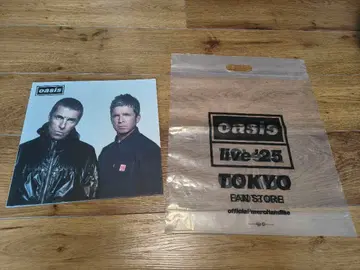 oasis
oasis
live '25
TOKYO
FAN STORE
official merchandise